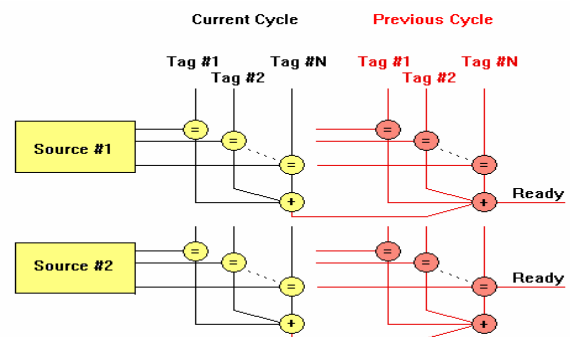 Current Cycle Previous Cycle
Tag #1 Tag #N Tag #1 Tag #N
Tag #2 Tag #2
= =
Source #1 = =
= =
+ + Ready
= =
Source #2 = =
= = Ready
+ +